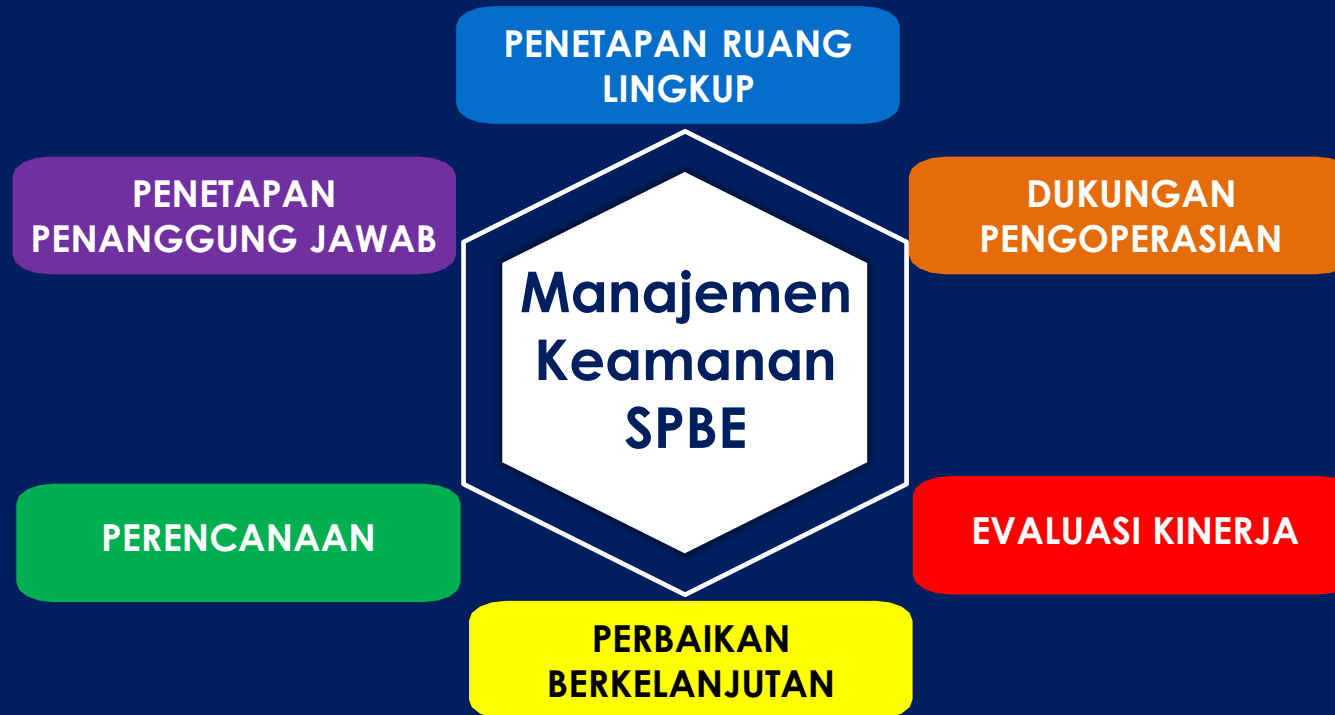 PENETAPAN RUANG
LINGKUP
PENETAPAN
PENANGGUNG JAWAB
DUKUNGAN
PENGOPERASIAN
Manajemen
Keamanan
SPBE
PERENCANAAN
EVALUASI KINERJA
PERBAIKAN
BERKELANJUTAN